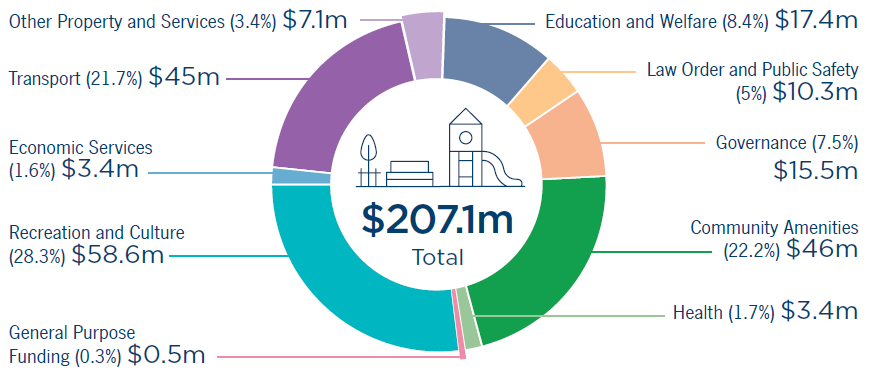 Other Property and Services (3.4%) $7.1m
Transport (21.7%) $45m
Economic Services
(1.6%) $3.4m
Recreation and Culture
(28.3%) $58.6m
General Purpose
Funding (0.3%) $0.5m
$207.1m
Total
Education and Welfare (8.4%) $17.4m
Law Order and Public Safety
(5%) $10.3m
Governance (7.5%)
$15.5m
Community Amenities
(22.2%) $46m
Health (1.7%) $3.4m